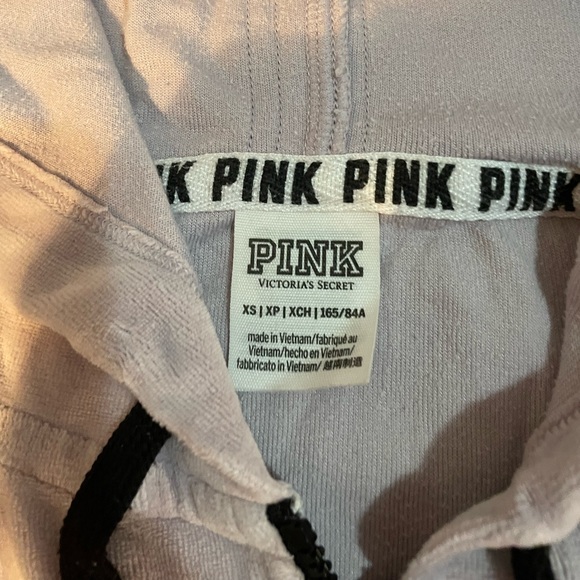 NK PINK PINK PINK
PINK
VICTORIA'S SECRET
XS | XP | XCH | 165/84A
made in Vietnam/fabriqué au
Vietnam/hecho en Vietnam/
fabbricato in Vietnam/ 越南制造